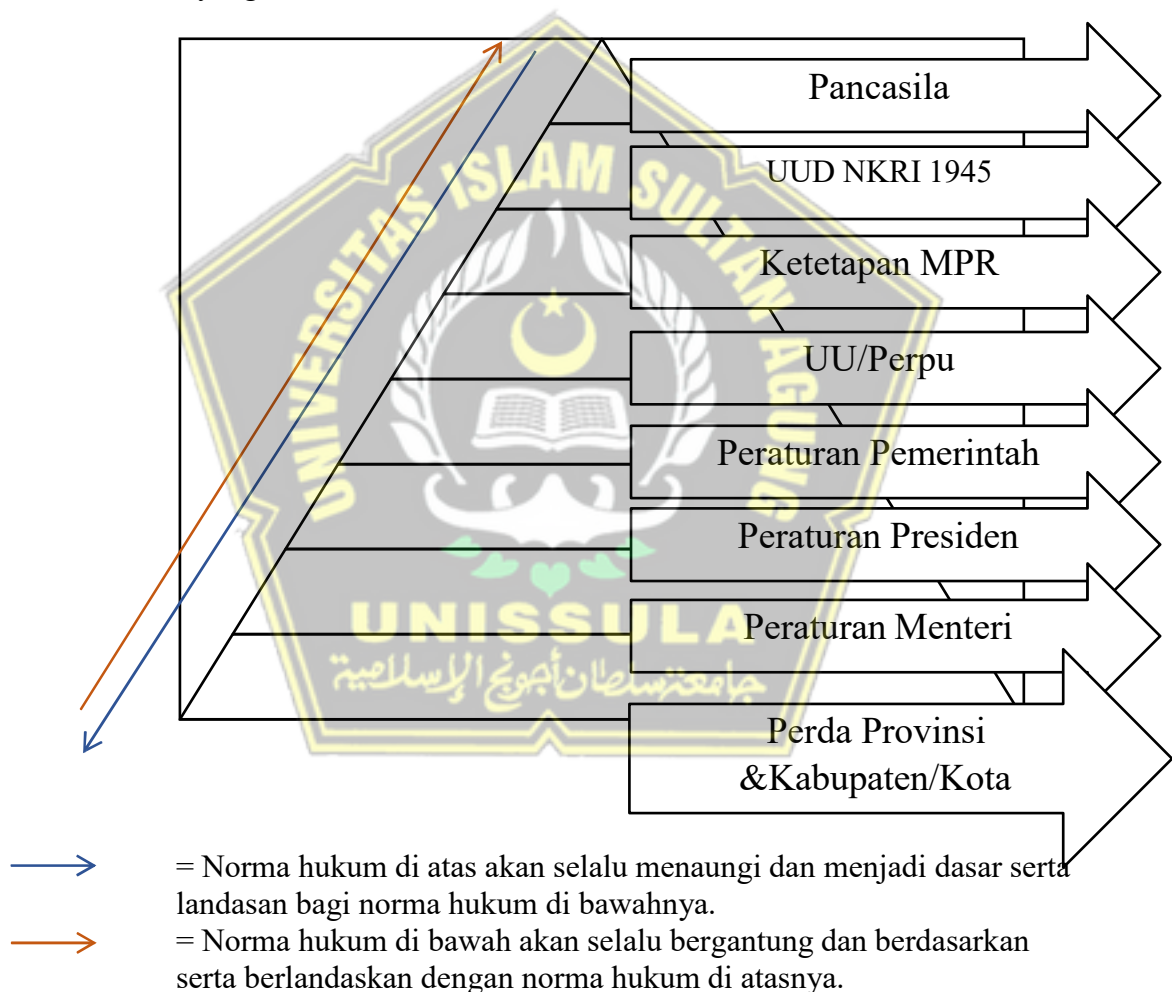 Pancasila
UUD NKRI 1945
Ketetapan MPR
UU/Perpu
Peraturan Pemerintah
Peraturan Presiden
Peraturan Menteri
Perda Provinsi
&Kabupaten/Kota
UNIVERSITAS ISLAM SULTAN AGUNG
UNISSULA
جامعنسلطان أجونج الإسلامية
= Norma hukum di atas akan selalu menaungi dan menjadi dasar serta
landasan bagi norma hukum di bawahnya.
= Norma hukum di bawah akan selalu bergantung dan berdasarkan
serta berlandaskan dengan norma hukum di atasnya.